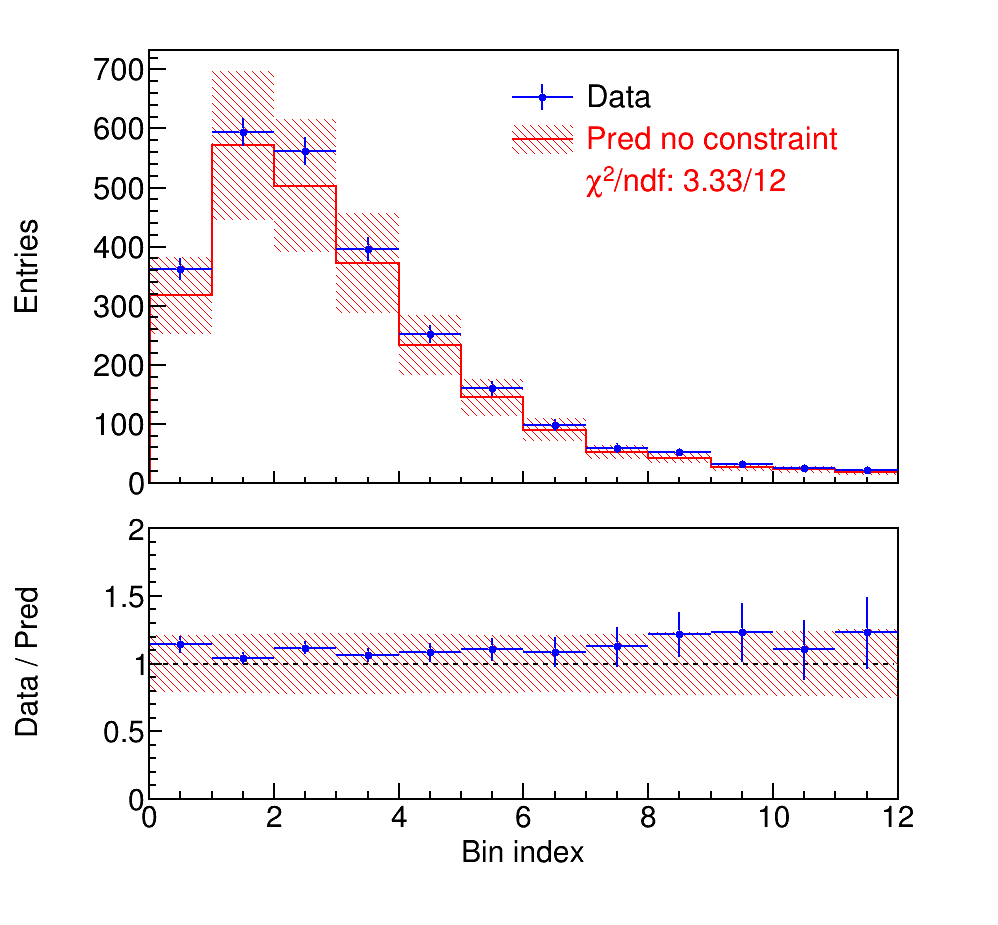 700
600
500
400
300
200
100
0
Entries
Data
Pred no constraint
χ²/ndf: 3.33/12
2
1.5
1
0.5
0
Data / Pred
0 2 4 6 8 10 12
Bin index